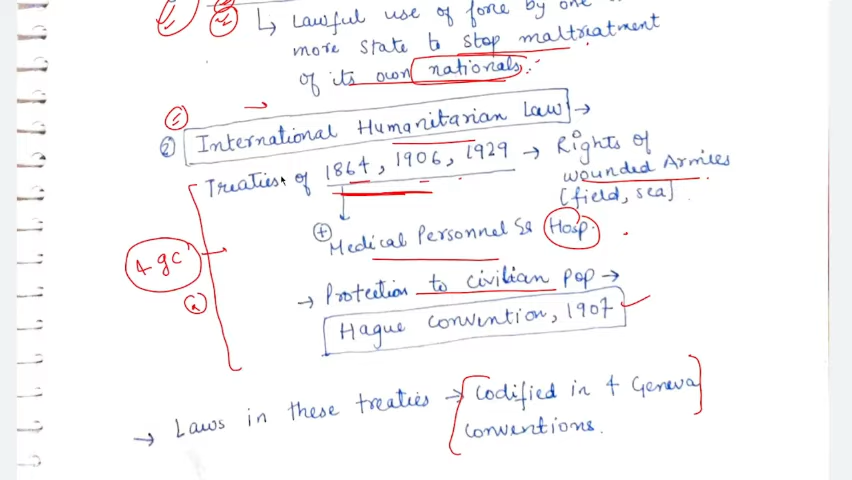 ↳ Lawful use of force by one
more state to stop maltreatment
of its own nationals.
② International Humanitarian Law →
Treaties of 1864, 1906, 1929 → Rights of
wounded Armies
[field, sea]
⊕ Medical Personnel & Hosp.
4 GC
→ Protection to civilian pop →
Hague Convention, 1907
→ Laws in these treaties → Codified in 4 Geneva
conventions.